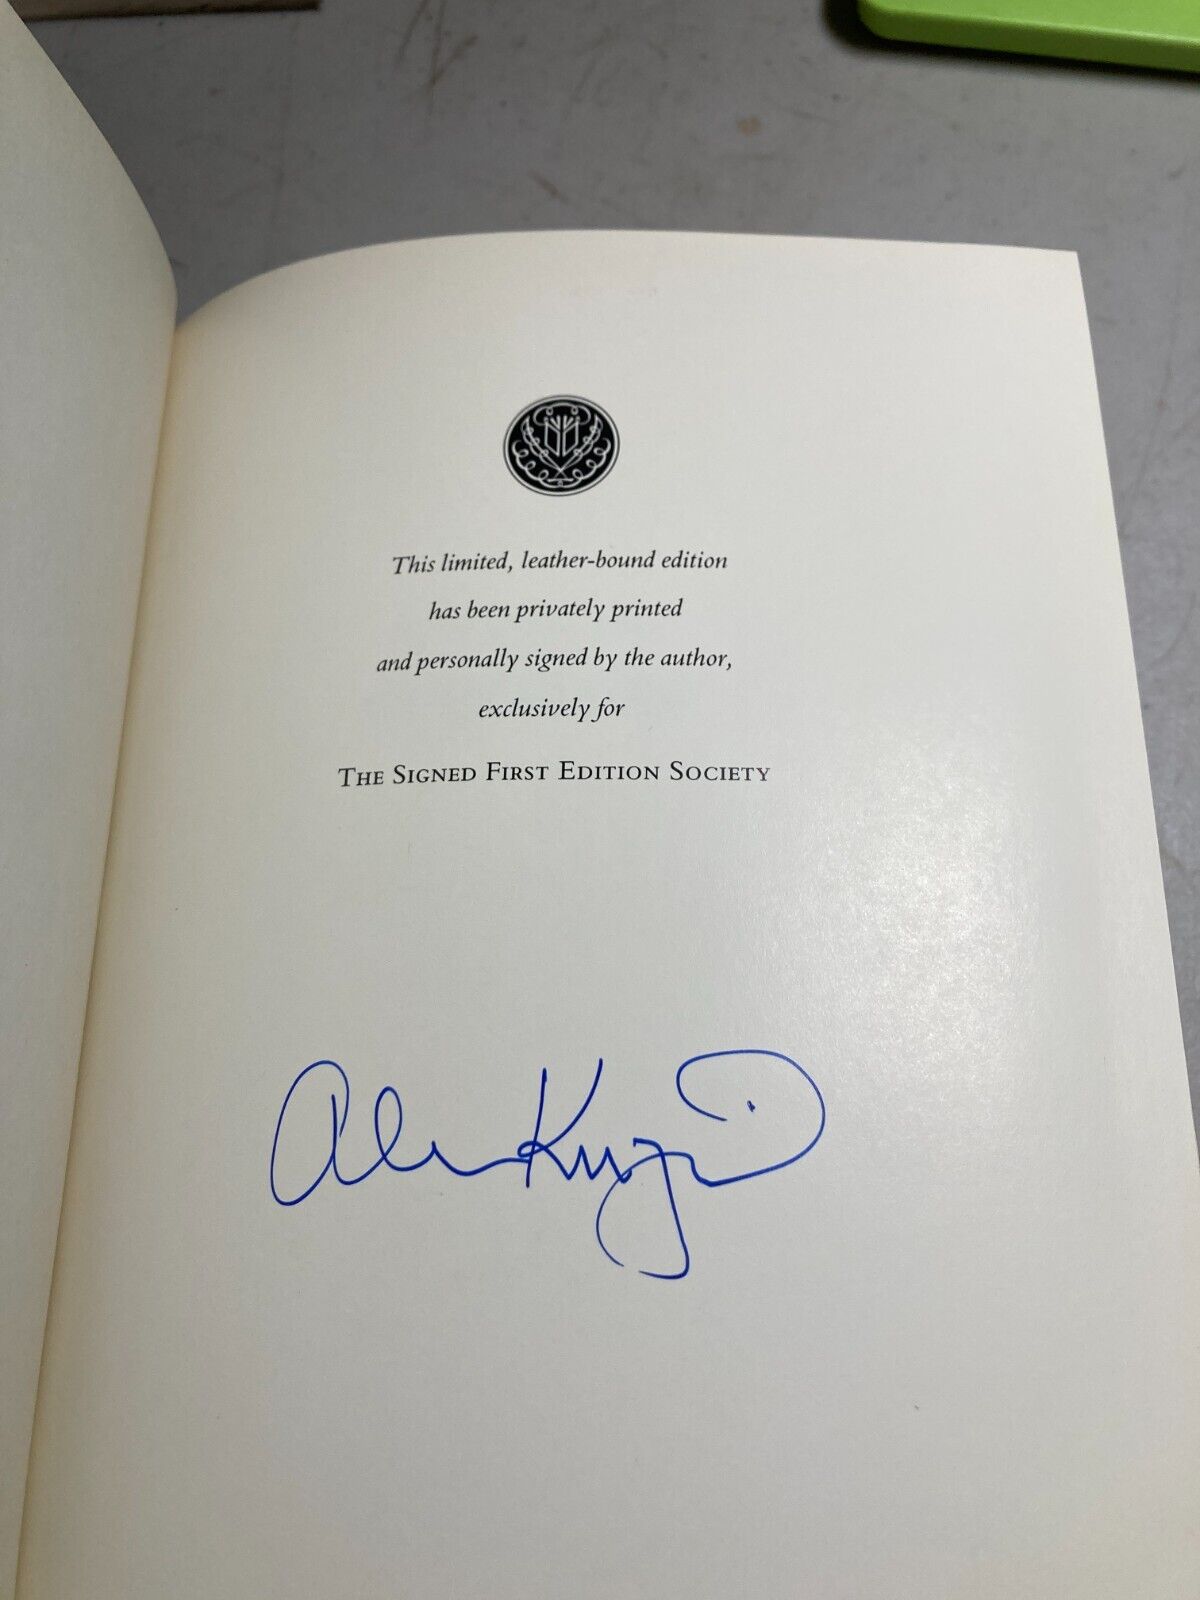 This limited, leather-bound edition
has been privately printed
and personally signed by the author,
exclusively for
The Signed First Edition Society